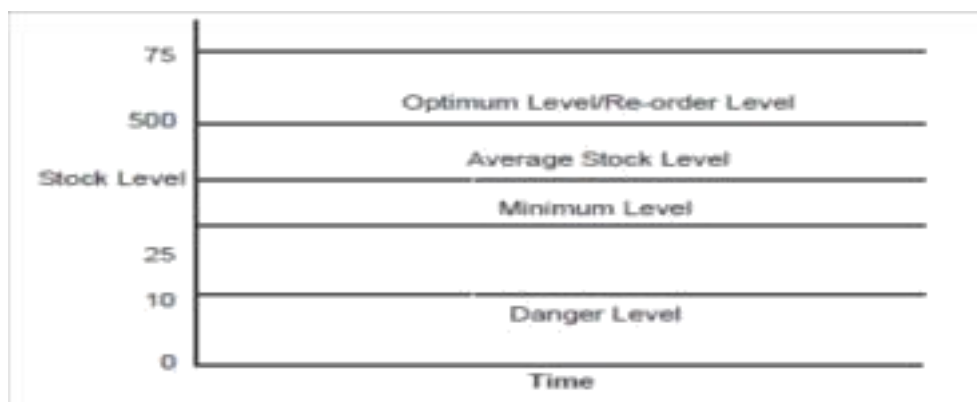 75
Optimum Level/Re-order Level
500
Average Stock Level
Stock Level
Minimum Level
25
10
Danger Level
0
Time